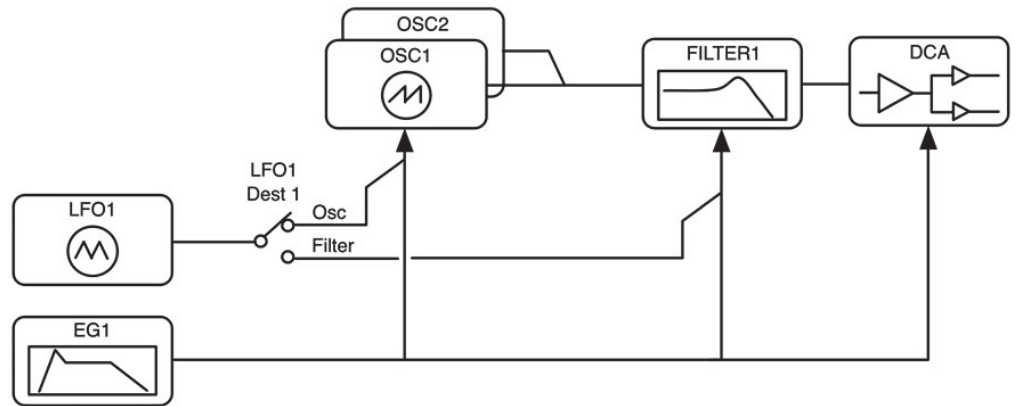 OSC2
OSC1
FILTER1
DCA
LFO1
Dest 1
LFO1
Osc
Filter
EG1